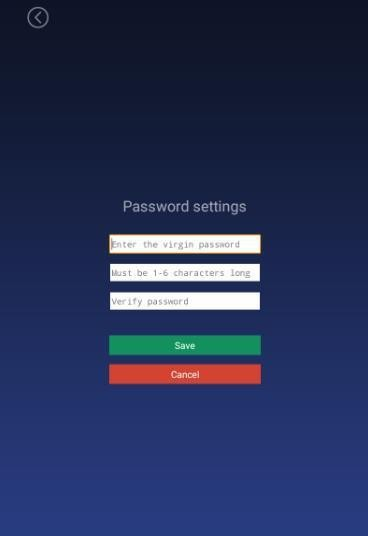 Password settings
Enter the virgin password
Must be 1-6 characters long
Verify password
Save
Cancel